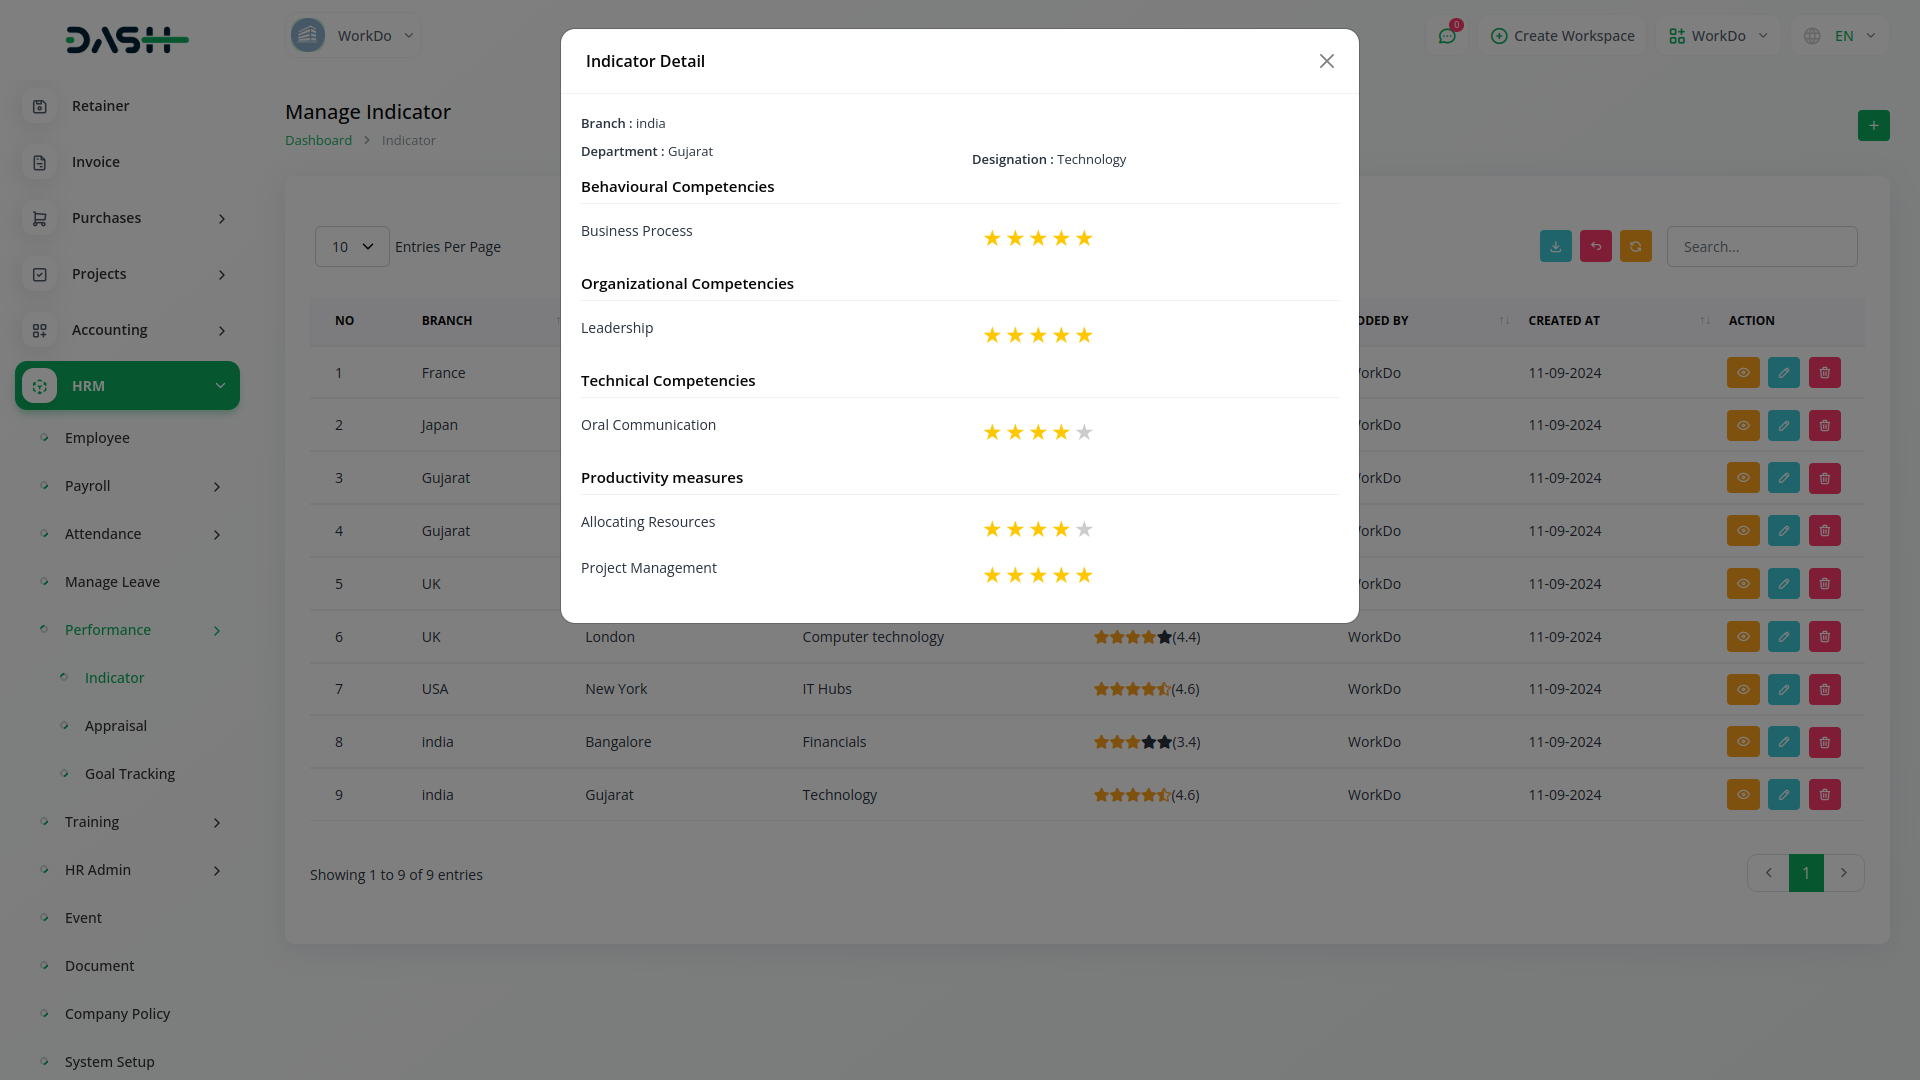 DASH
WorkDo
0
Create Workspace
WorkDo
EN
Retainer
Invoice
Purchases
Projects
Accounting
HRM
Employee
Payroll
Attendance
Manage Leave
Performance
Indicator
Appraisal
Goal Tracking
Training
HR Admin
Event
Document
Company Policy
System Setup
Manage Indicator
Dashboard > Indicator
+
10 Entries Per Page
Search...
NO BRANCH DDED BY CREATED AT ACTION
1 France orkDo 11-09-2024
2 Japan orkDo 11-09-2024
3 Gujarat orkDo 11-09-2024
4 Gujarat orkDo 11-09-2024
5 UK orkDo 11-09-2024
6 UK London Computer technology (4.4) WorkDo 11-09-2024
7 USA New York IT Hubs (4.6) WorkDo 11-09-2024
8 india Bangalore Financials (3.4) WorkDo 11-09-2024
9 india Gujarat Technology (4.6) WorkDo 11-09-2024
Showing 1 to 9 of 9 entries
1
Indicator Detail
Branch : india
Department : Gujarat
Designation : Technology
Behavioural Competencies
Business Process
Organizational Competencies
Leadership
Technical Competencies
Oral Communication
Productivity measures
Allocating Resources
Project Management